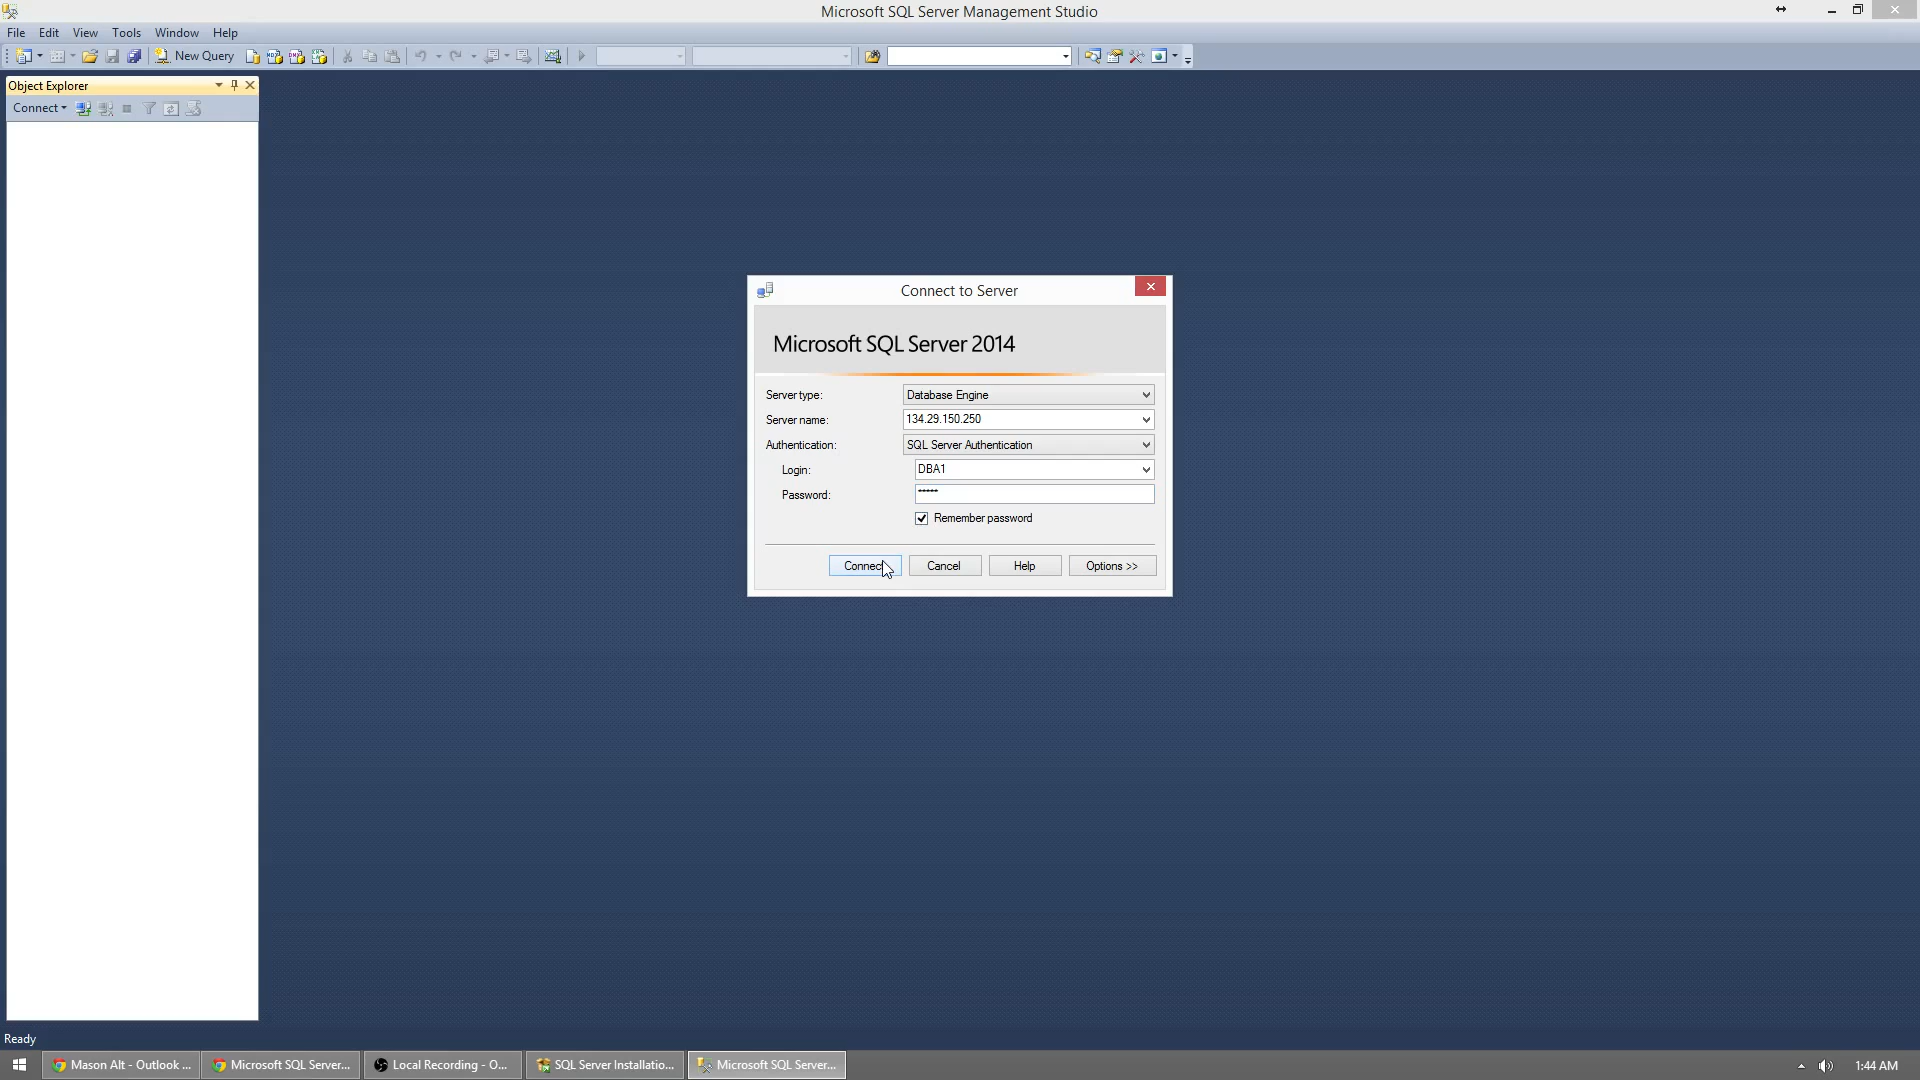 Microsoft SQL Server Management Studio
File Edit View Tools Window Help
New Query
Object Explorer
Connect
Connect to Server
Microsoft SQL Server 2014
Server type: Database Engine
Server name: 134.29.150.250
Authentication: SQL Server Authentication
Login: DBA1
Password: *****
Remember password
Connect Cancel Help Options >>
Ready
Mason Alt - Outlook ... Microsoft SQL Server... Local Recording - O... SQL Server Installatio... Microsoft SQL Server... 1:44 AM